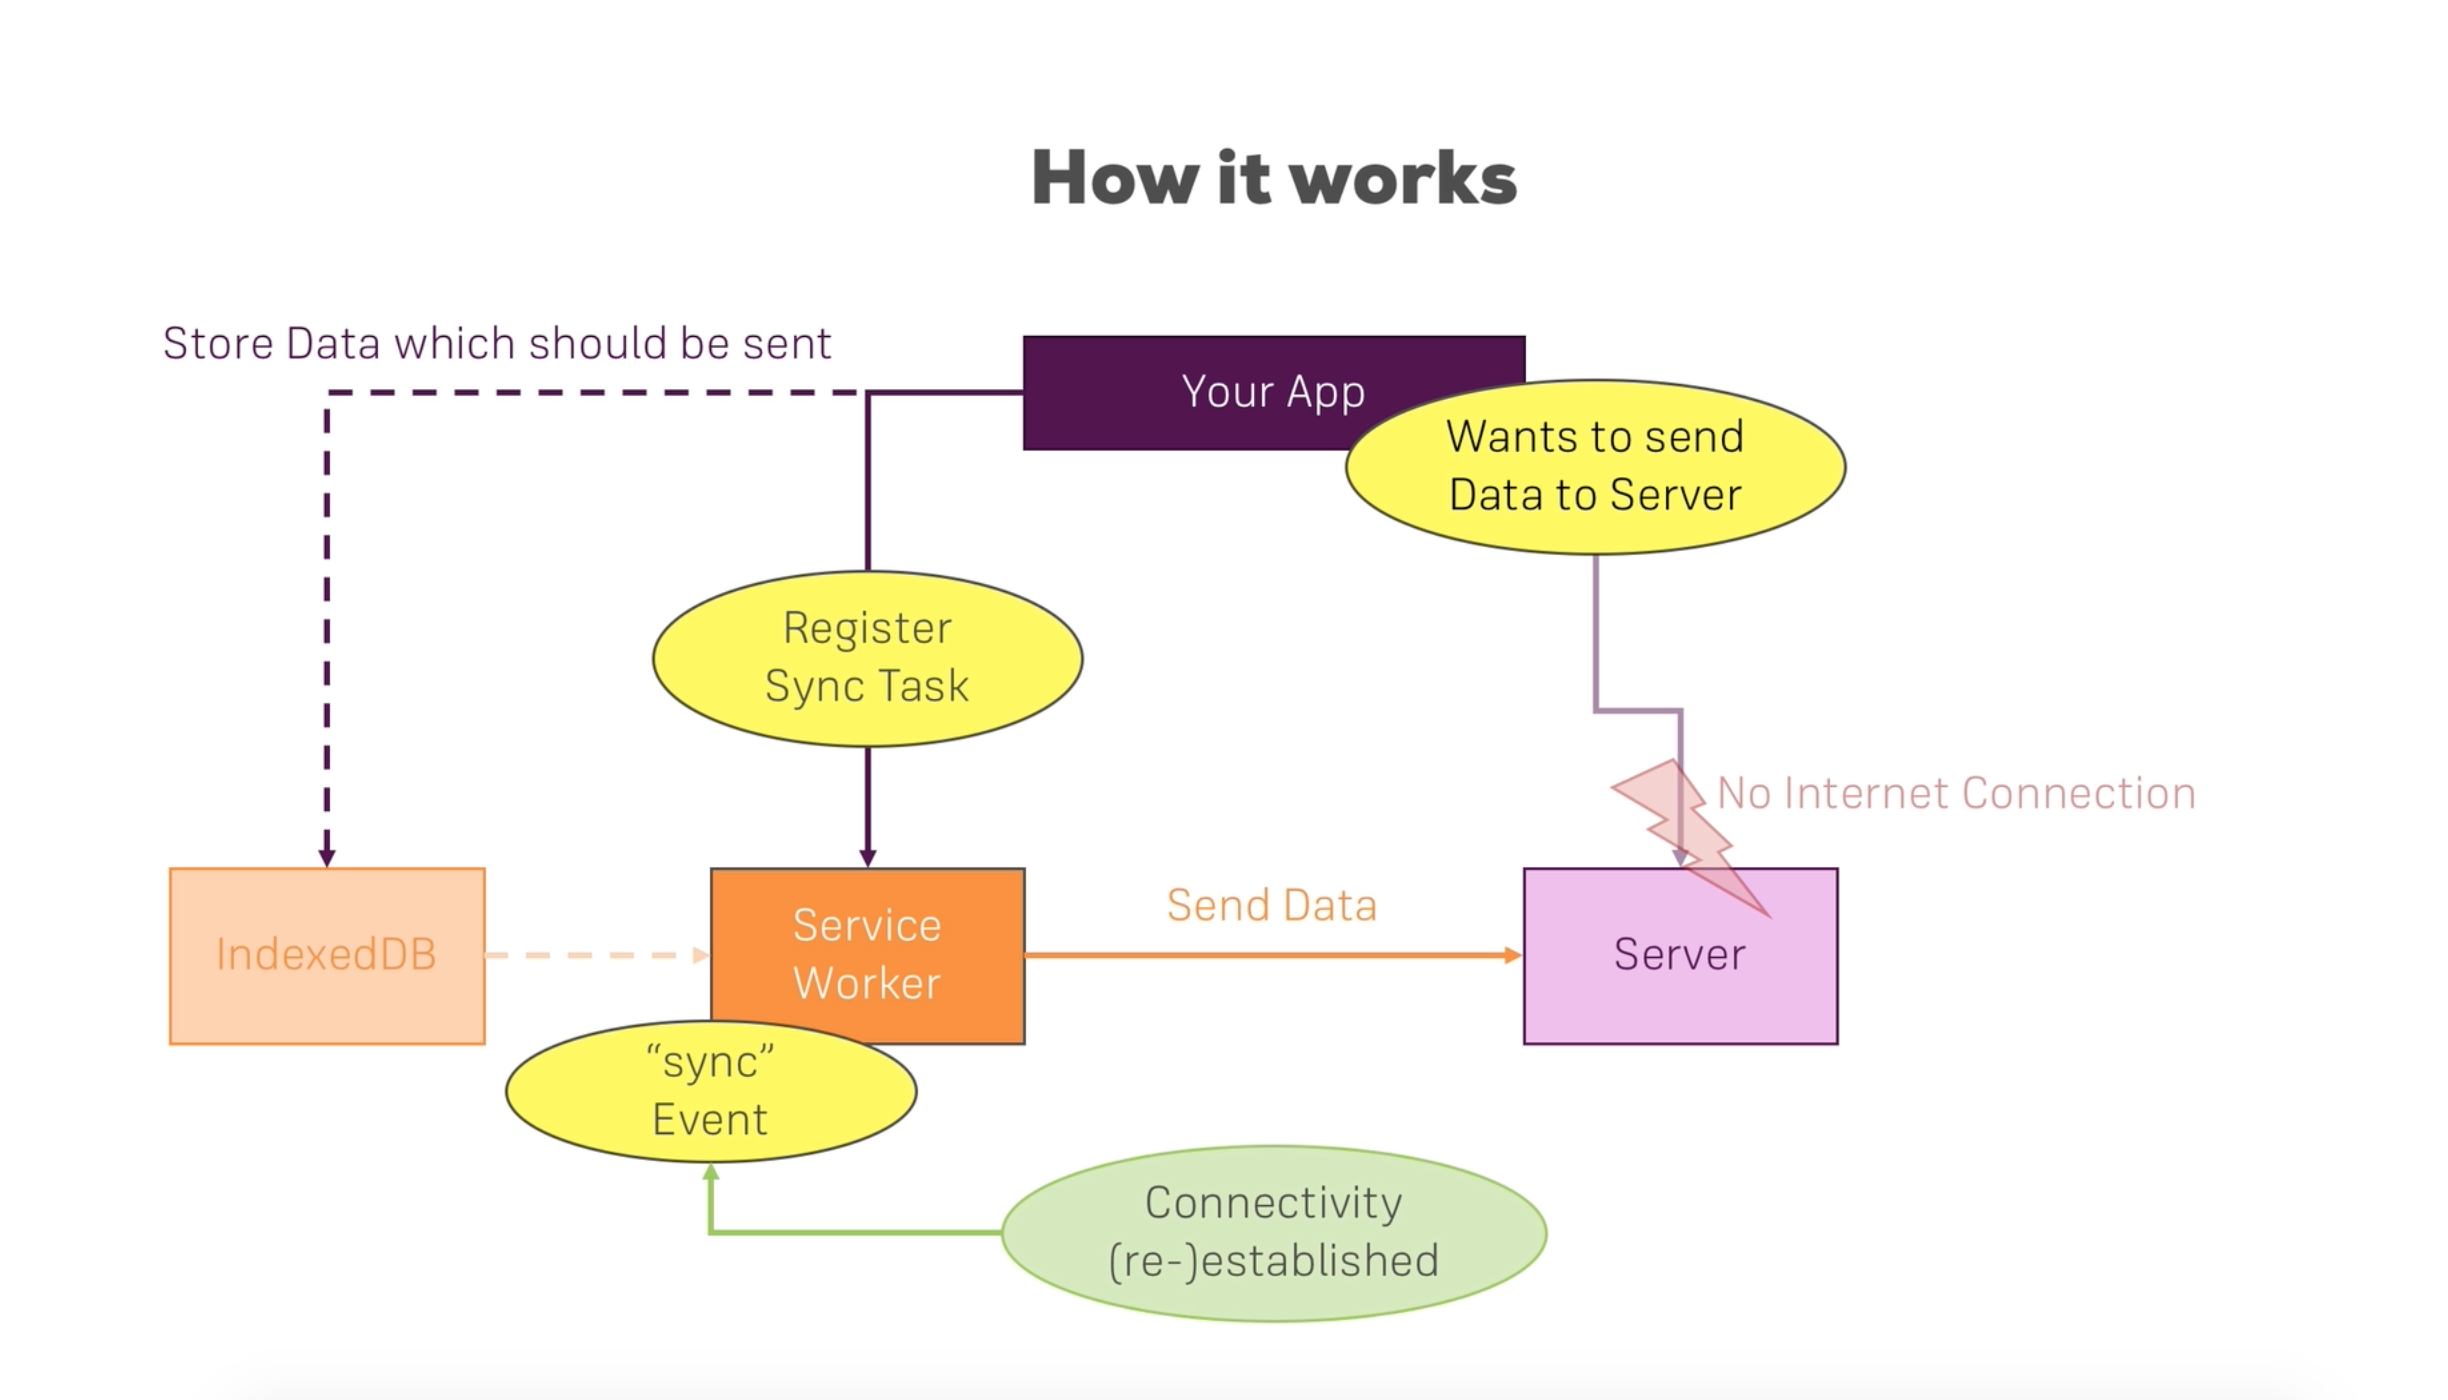 How it works
Store Data which should be sent
Your App
Wants to send
Data to Server
Register
Sync Task
No Internet Connection
IndexedDB
Service
Worker
Send Data
Server
“sync”
Event
Connectivity
(re-)established